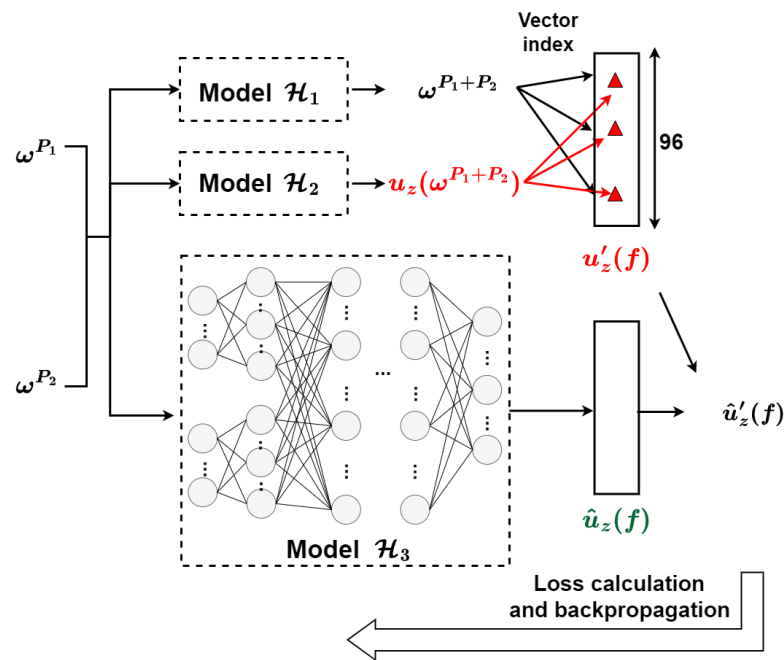 Vector
index
Model ℋ₁
ω^{P₁+P₂}
ω^{P₁}
96
Model ℋ₂
u_z(ω^{P₁+P₂})
u′_z(f)
⋮
...
ω^{P₂}
û′_z(f)
û_z(f)
Model ℋ₃
Loss calculation
and backpropagation